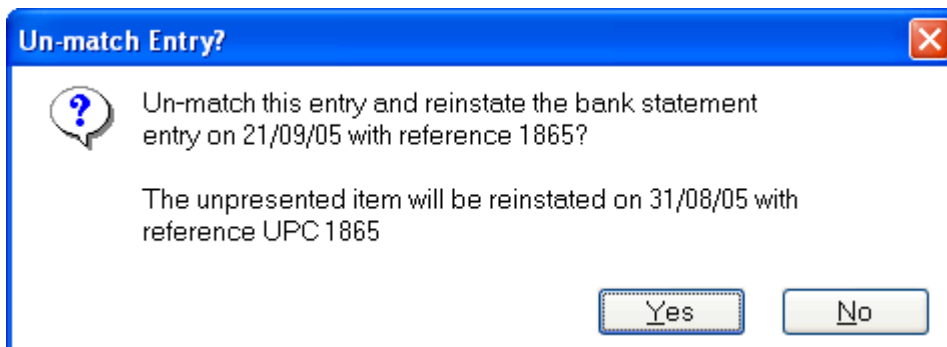 Un-match Entry?
Un-match this entry and reinstate the bank statement
entry on 21/09/05 with reference 1865?
The unpresented item will be reinstated on 31/08/05 with
reference UPC 1865
Yes No